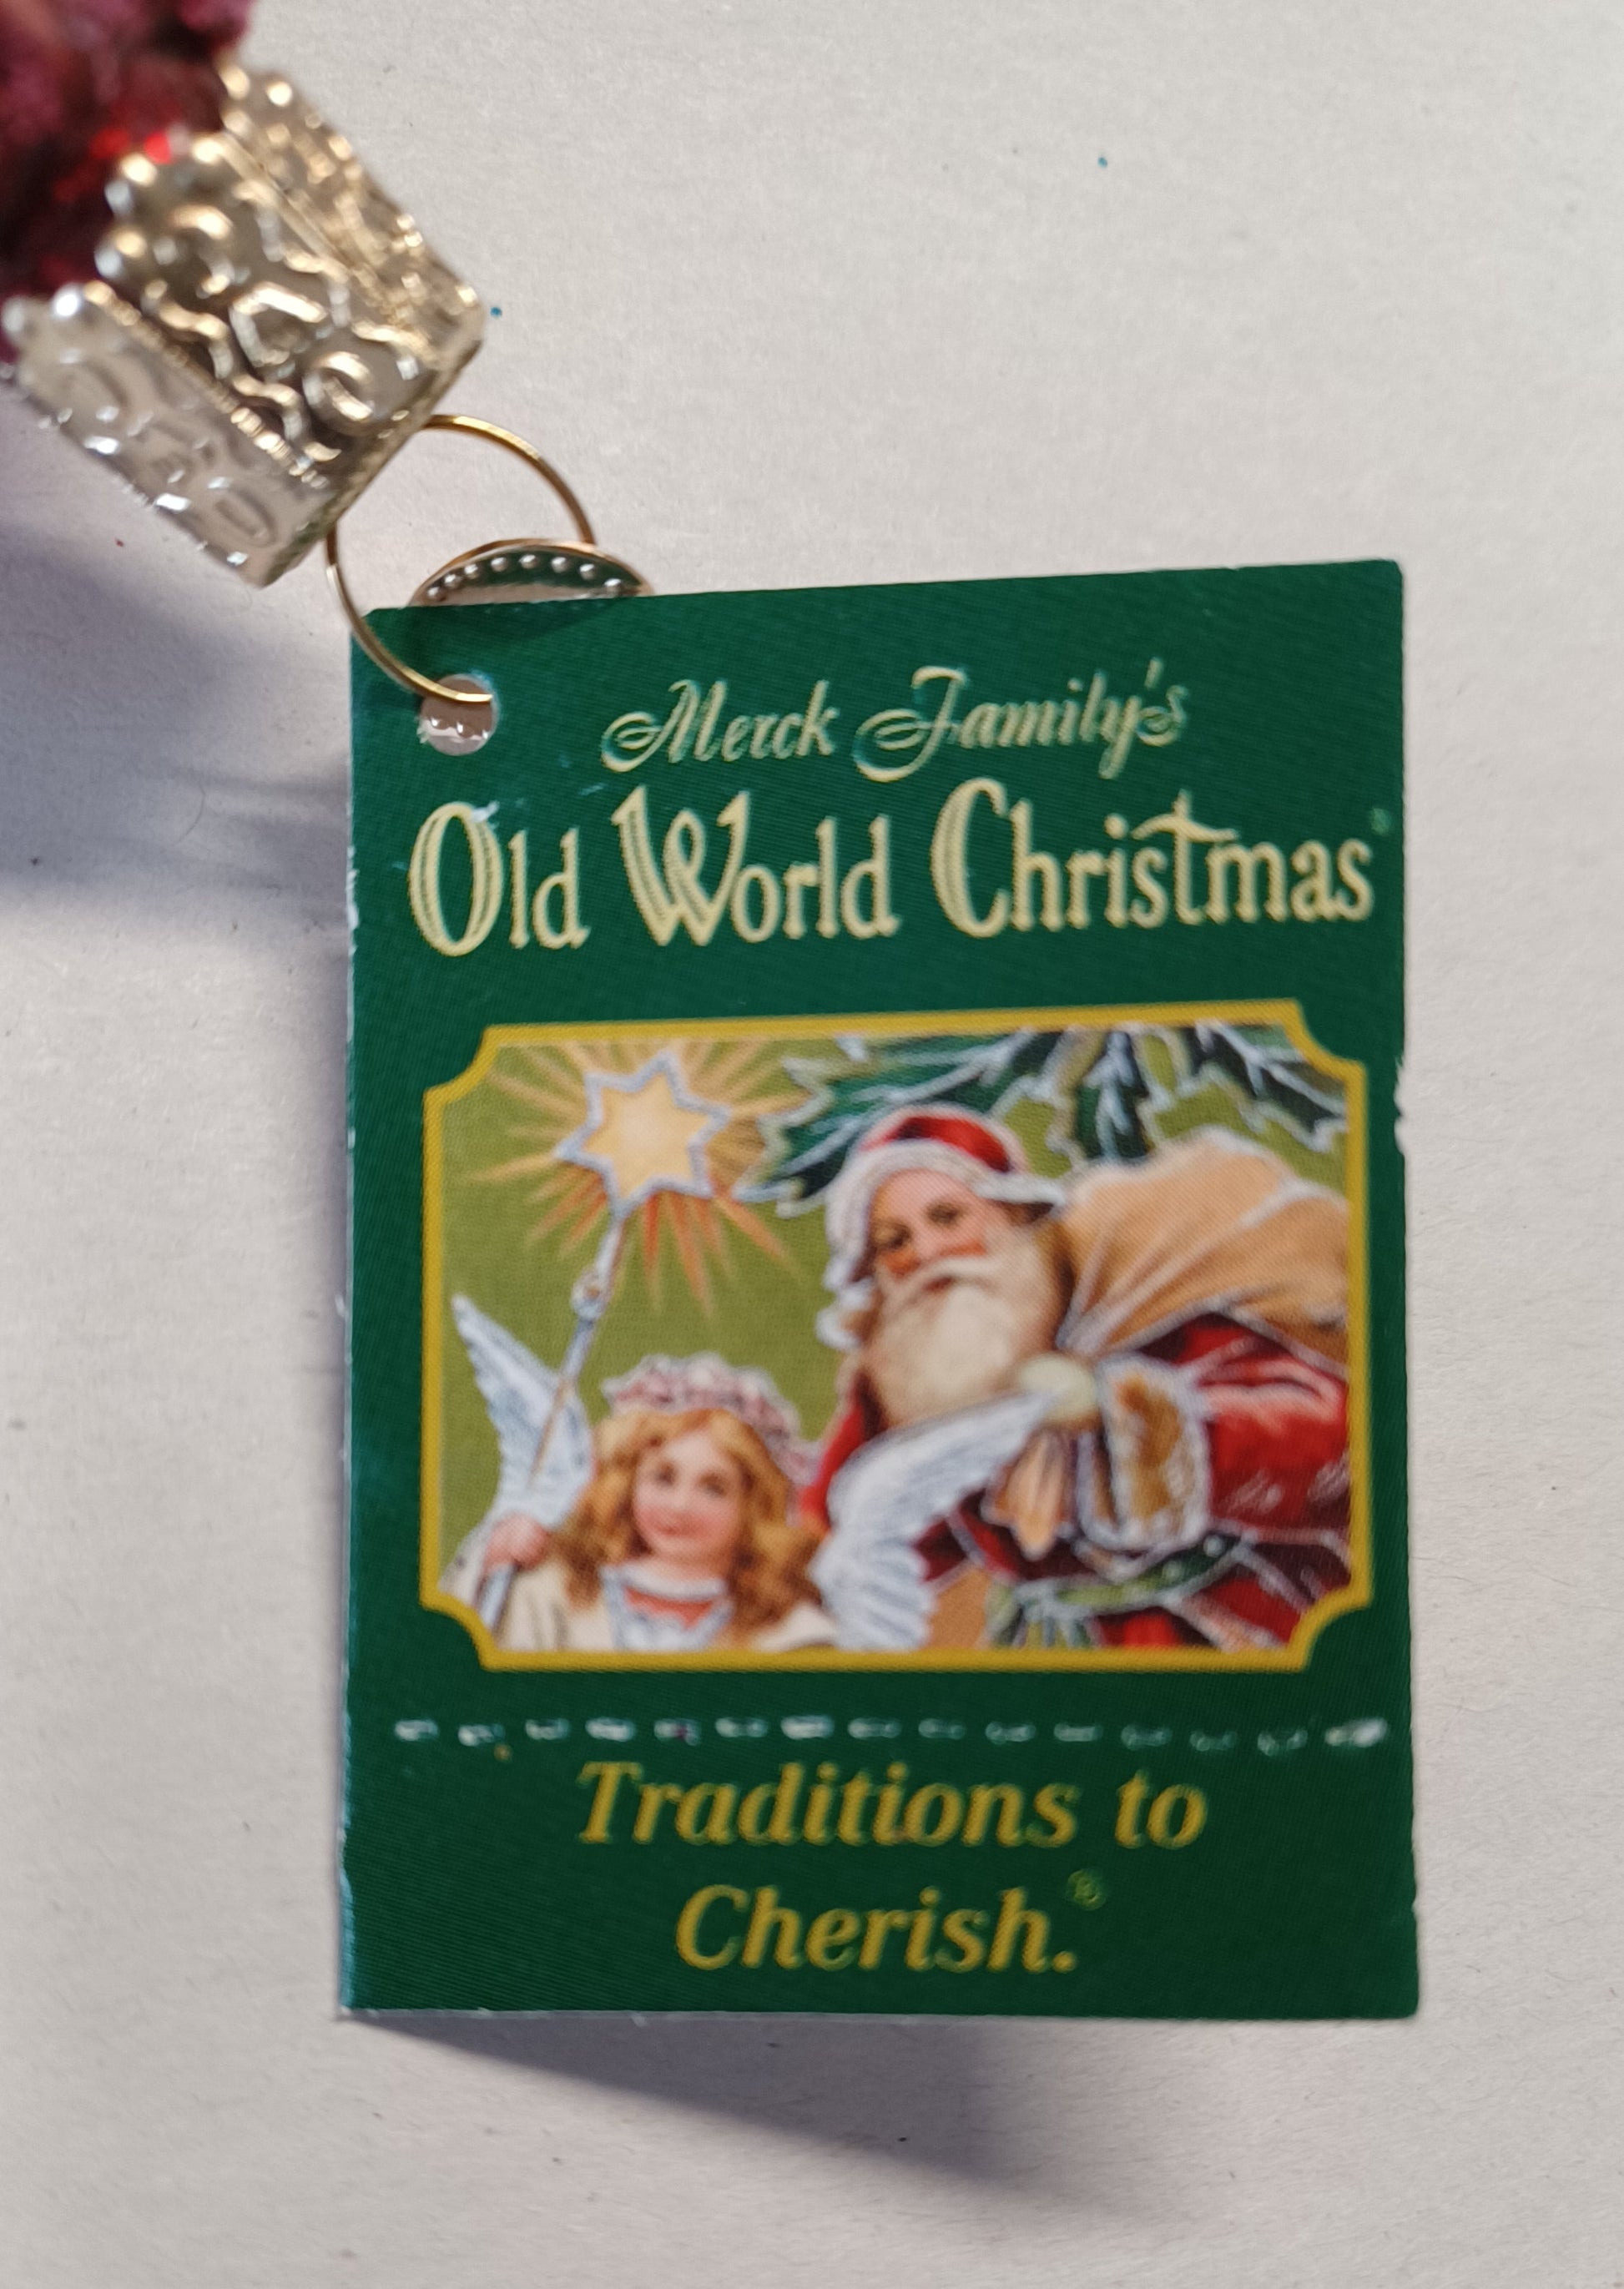 Merck Family's
Old World Christmas®
Traditions to
Cherish.®